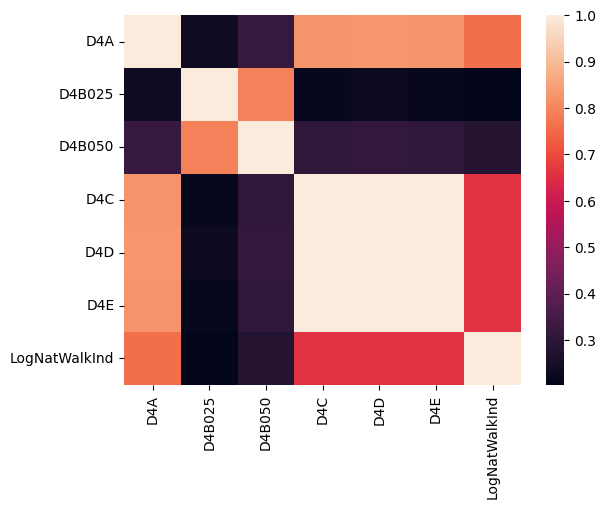 D4A
D4B025
D4B050
D4C
D4D
D4E
LogNatWalkInd
D4A
D4B025
D4B050
D4C
D4D
D4E
LogNatWalkInd
1.0
0.9
0.8
0.7
0.6
0.5
0.4
0.3